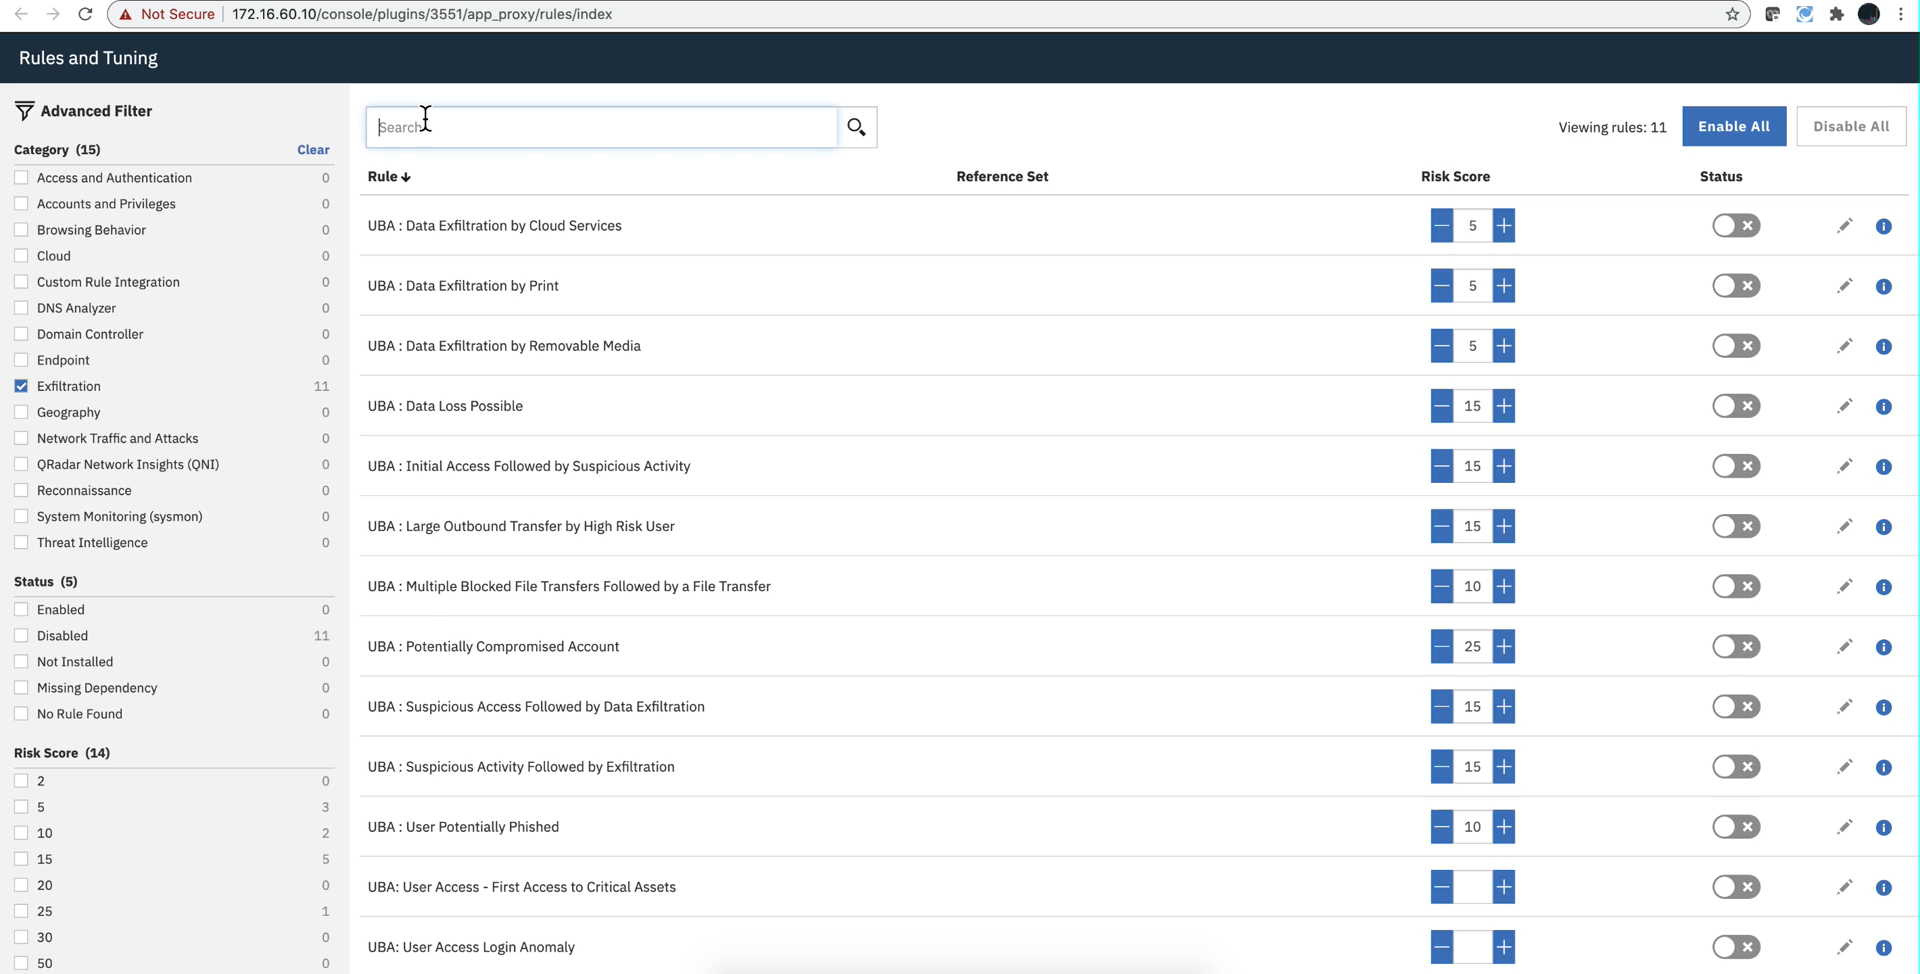 Not Secure | 172.16.60.10/console/plugins/3551/app_proxy/rules/index
Rules and Tuning
Advanced Filter
Category (15) Clear
Access and Authentication 0
Accounts and Privileges 0
Browsing Behavior 0
Cloud 0
Custom Rule Integration 0
DNS Analyzer 0
Domain Controller 0
Endpoint 0
Exfiltration 11
Geography 0
Network Traffic and Attacks 0
QRadar Network Insights (QNI) 0
Reconnaissance 0
System Monitoring (sysmon) 0
Threat Intelligence 0
Status (5)
Enabled 0
Disabled 11
Not Installed 0
Missing Dependency 0
No Rule Found 0
Risk Score (14)
2 0
5 3
10 2
15 5
20 0
25 1
30 0
50 0
Search
Viewing rules: 11 Enable All Disable All
Rule Reference Set Risk Score Status
UBA : Data Exfiltration by Cloud Services 5
UBA : Data Exfiltration by Print 5
UBA : Data Exfiltration by Removable Media 5
UBA : Data Loss Possible 15
UBA : Initial Access Followed by Suspicious Activity 15
UBA : Large Outbound Transfer by High Risk User 15
UBA : Multiple Blocked File Transfers Followed by a File Transfer 10
UBA : Potentially Compromised Account 25
UBA : Suspicious Access Followed by Data Exfiltration 15
UBA : Suspicious Activity Followed by Exfiltration 15
UBA : User Potentially Phished 10
UBA: User Access - First Access to Critical Assets
UBA: User Access Login Anomaly